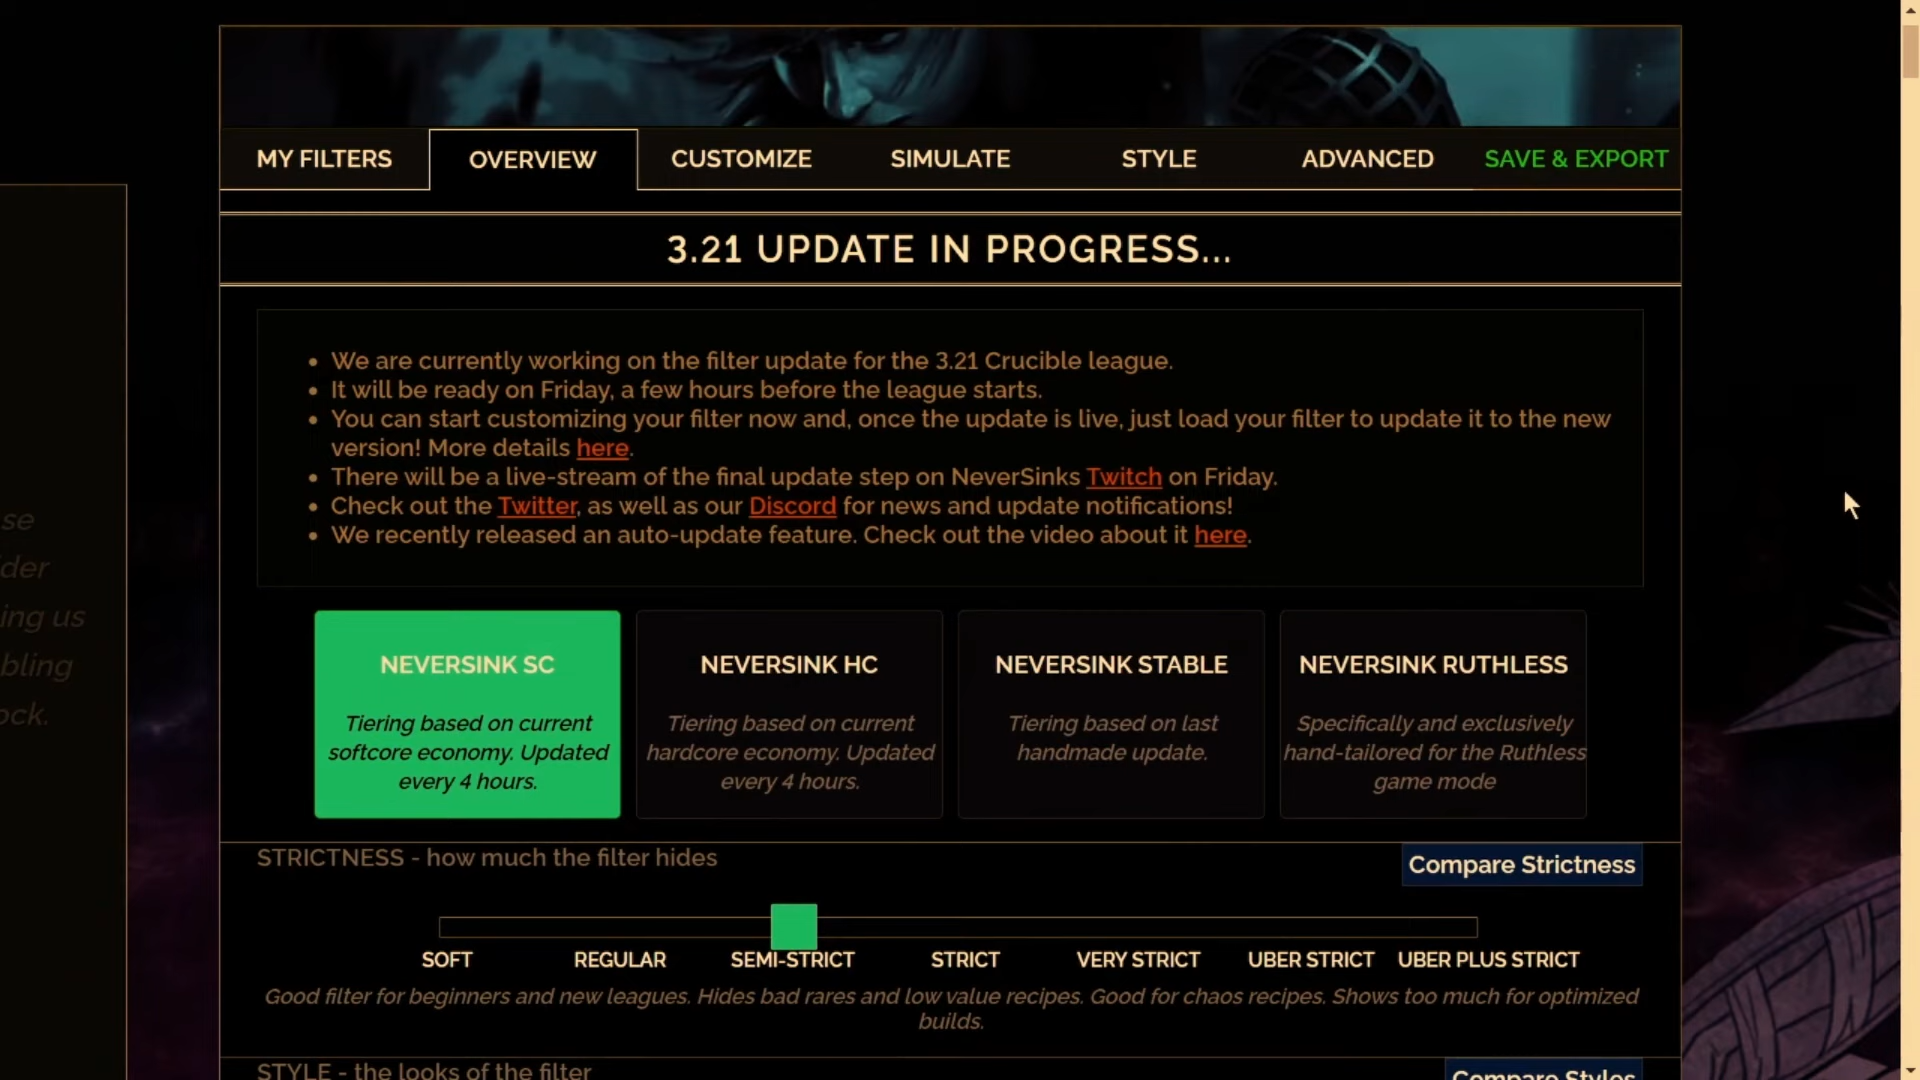 MY FILTERS
OVERVIEW
CUSTOMIZE
SIMULATE
STYLE
ADVANCED
SAVE & EXPORT
3.21 UPDATE IN PROGRESS...
We are currently working on the filter update for the 3.21 Crucible league.
It will be ready on Friday, a few hours before the league starts.
You can start customizing your filter now and, once the update is live, just load your filter to update it to the new
version! More details here.
There will be a live-stream of the final update step on NeverSinks Twitch on Friday.
Check out the Twitter, as well as our Discord for news and update notifications!
We recently released an auto-update feature. Check out the video about it here.
se
der
ing us
bling
ock.
NEVERSINK SC
Tiering based on current
softcore economy. Updated
every 4 hours.
NEVERSINK HC
Tiering based on current
hardcore economy. Updated
every 4 hours.
NEVERSINK STABLE
Tiering based on last
handmade update.
NEVERSINK RUTHLESS
Specifically and exclusively
hand-tailored for the Ruthless
game mode
STRICTNESS - how much the filter hides
Compare Strictness
SOFT
REGULAR
SEMI-STRICT
STRICT
VERY STRICT
UBER STRICT
UBER PLUS STRICT
Good filter for beginners and new leagues. Hides bad rares and low value recipes. Good for chaos recipes. Shows too much for optimized
builds.
STYLE - the looks of the filter
Compare Styles